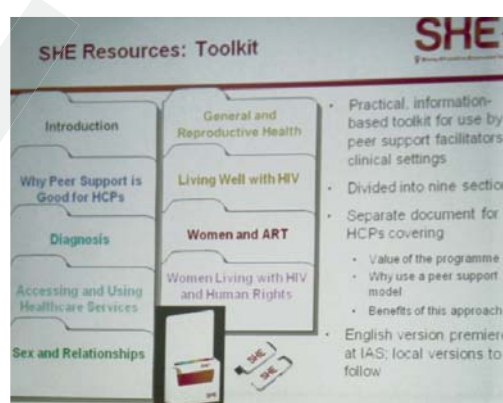 SHE Resources: Toolkit
SHE
Introduction
Why Peer Support is
Good for HCPs
Diagnosis
Accessing and Using
Healthcare Services
Sex and Relationships
General and
Reproductive Health
Living Well with HIV
Women and ART
Women Living with HIV
and Human Rights
SHE
SHE
• Practical, information-
based toolkit for use by
peer support facilitators
clinical settings
• Divided into nine section
• Separate document for
HCPs covering
• Value of the programme
• Why use a peer support
model
• Benefits of this approach
• English version premiere
at IAS; local versions to
follow